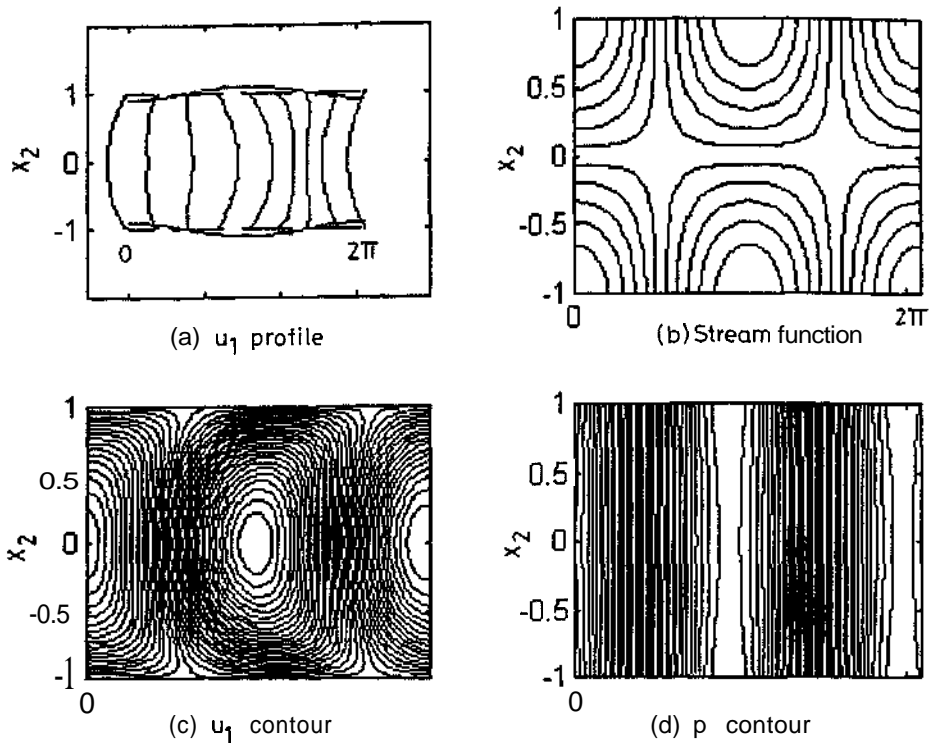 1
0
-1
x₂
0
2π
(a) u₁ profile
1
0.5
0
-0.5
-1
x₂
0
2π
(b) Stream function
1
0.5
0
-0.5
-1
x₂
0
(c) u₁ contour
1
0.5
0
-0.5
-1
x₂
0
(d) p contour